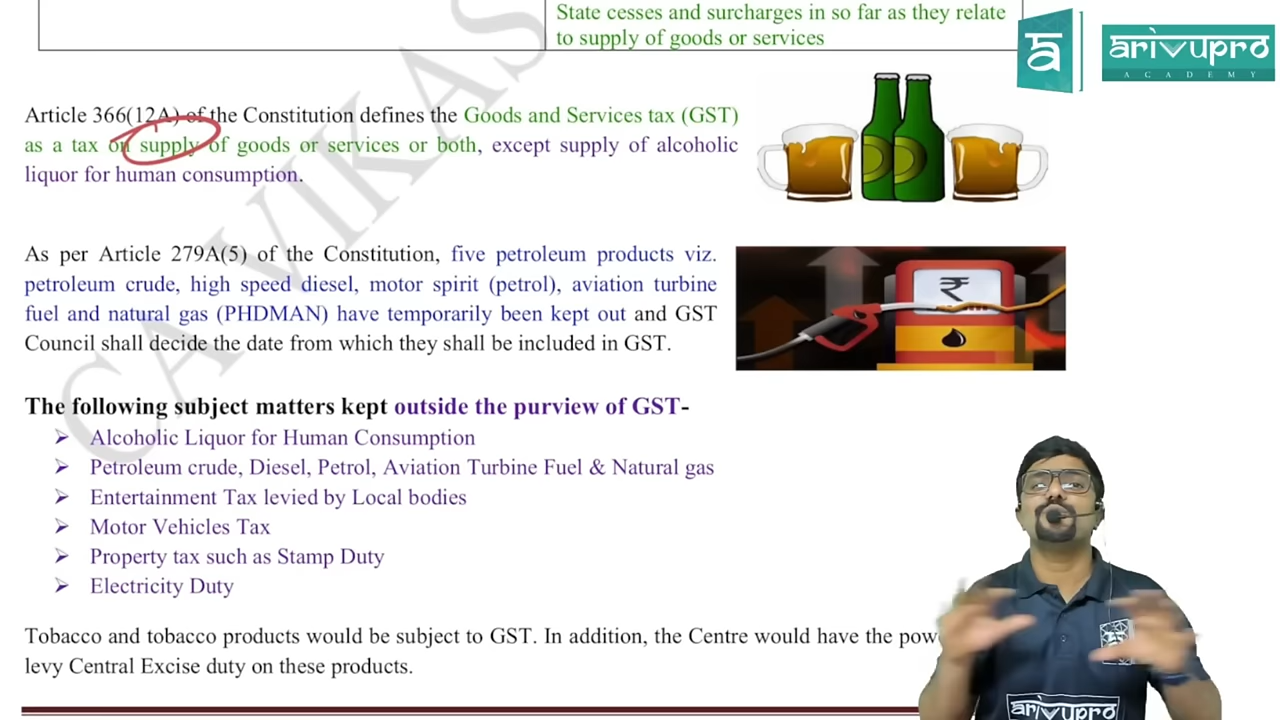 State cesses and surcharges in so far as they relate
to supply of goods or services
arivupro
ACADEMY
Article 366(12A) of the Constitution defines the Goods and Services tax (GST)
as a tax on supply of goods or services or both, except supply of alcoholic
liquor for human consumption.
As per Article 279A(5) of the Constitution, five petroleum products viz.
petroleum crude, high speed diesel, motor spirit (petrol), aviation turbine
fuel and natural gas (PHDMAN) have temporarily been kept out and GST
Council shall decide the date from which they shall be included in GST.
₹
The following subject matters kept outside the purview of GST-
➢ Alcoholic Liquor for Human Consumption
➢ Petroleum crude, Diesel, Petrol, Aviation Turbine Fuel & Natural gas
➢ Entertainment Tax levied by Local bodies
➢ Motor Vehicles Tax
➢ Property tax such as Stamp Duty
➢ Electricity Duty
Tobacco and tobacco products would be subject to GST. In addition, the Centre would have the pow
levy Central Excise duty on these products.
CA VIKAS
arivupro